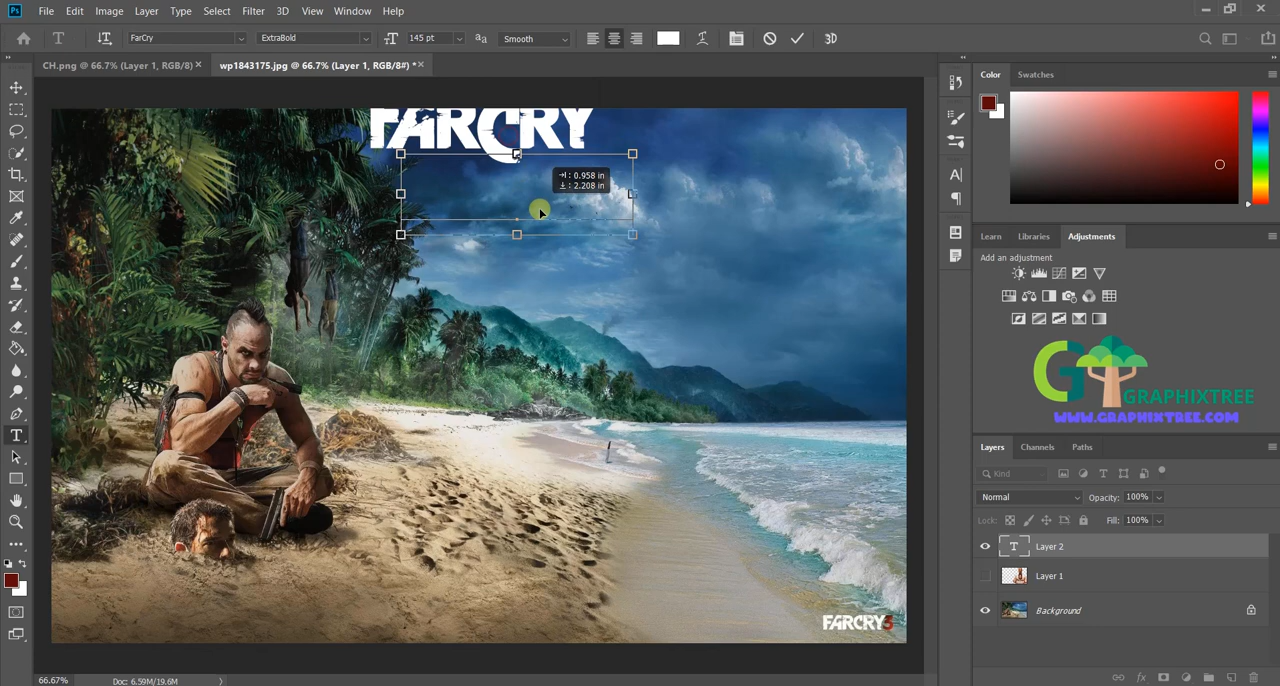 Ps File Edit Image Layer Type Select Filter 3D View Window Help
FarCry ExtraBold 145 pt Smooth 3D
CH.png @ 66.7% (Layer 1, RGB/8) × wp1843175.jpg @ 66.7% (Layer 1, RGB/8#) * ×
Color Swatches
FARCRY
: 0.958 in
: 2.208 in
Learn Libraries Adjustments
Add an adjustment
G GRAPHIXTREE
WWW.GRAPHIXTREE.COM
Layers Channels Paths
Kind
Normal Opacity: 100%
Lock: Fill: 100%
T Layer 2
Layer 1
Background
FARCRY3
66.67% Doc: 6.59M/19.6M